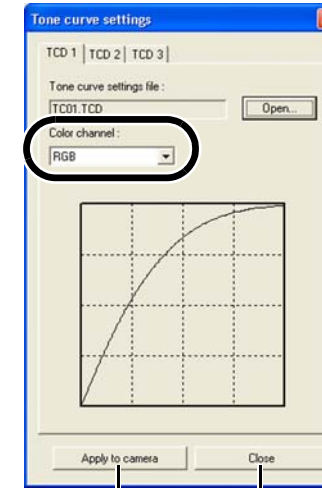 Tone curve settings
TCD 1 TCD 2 TCD 3
Tone curve settings file :
TC01.TCD Open...
Color channel :
RGB
Apply to camera Close